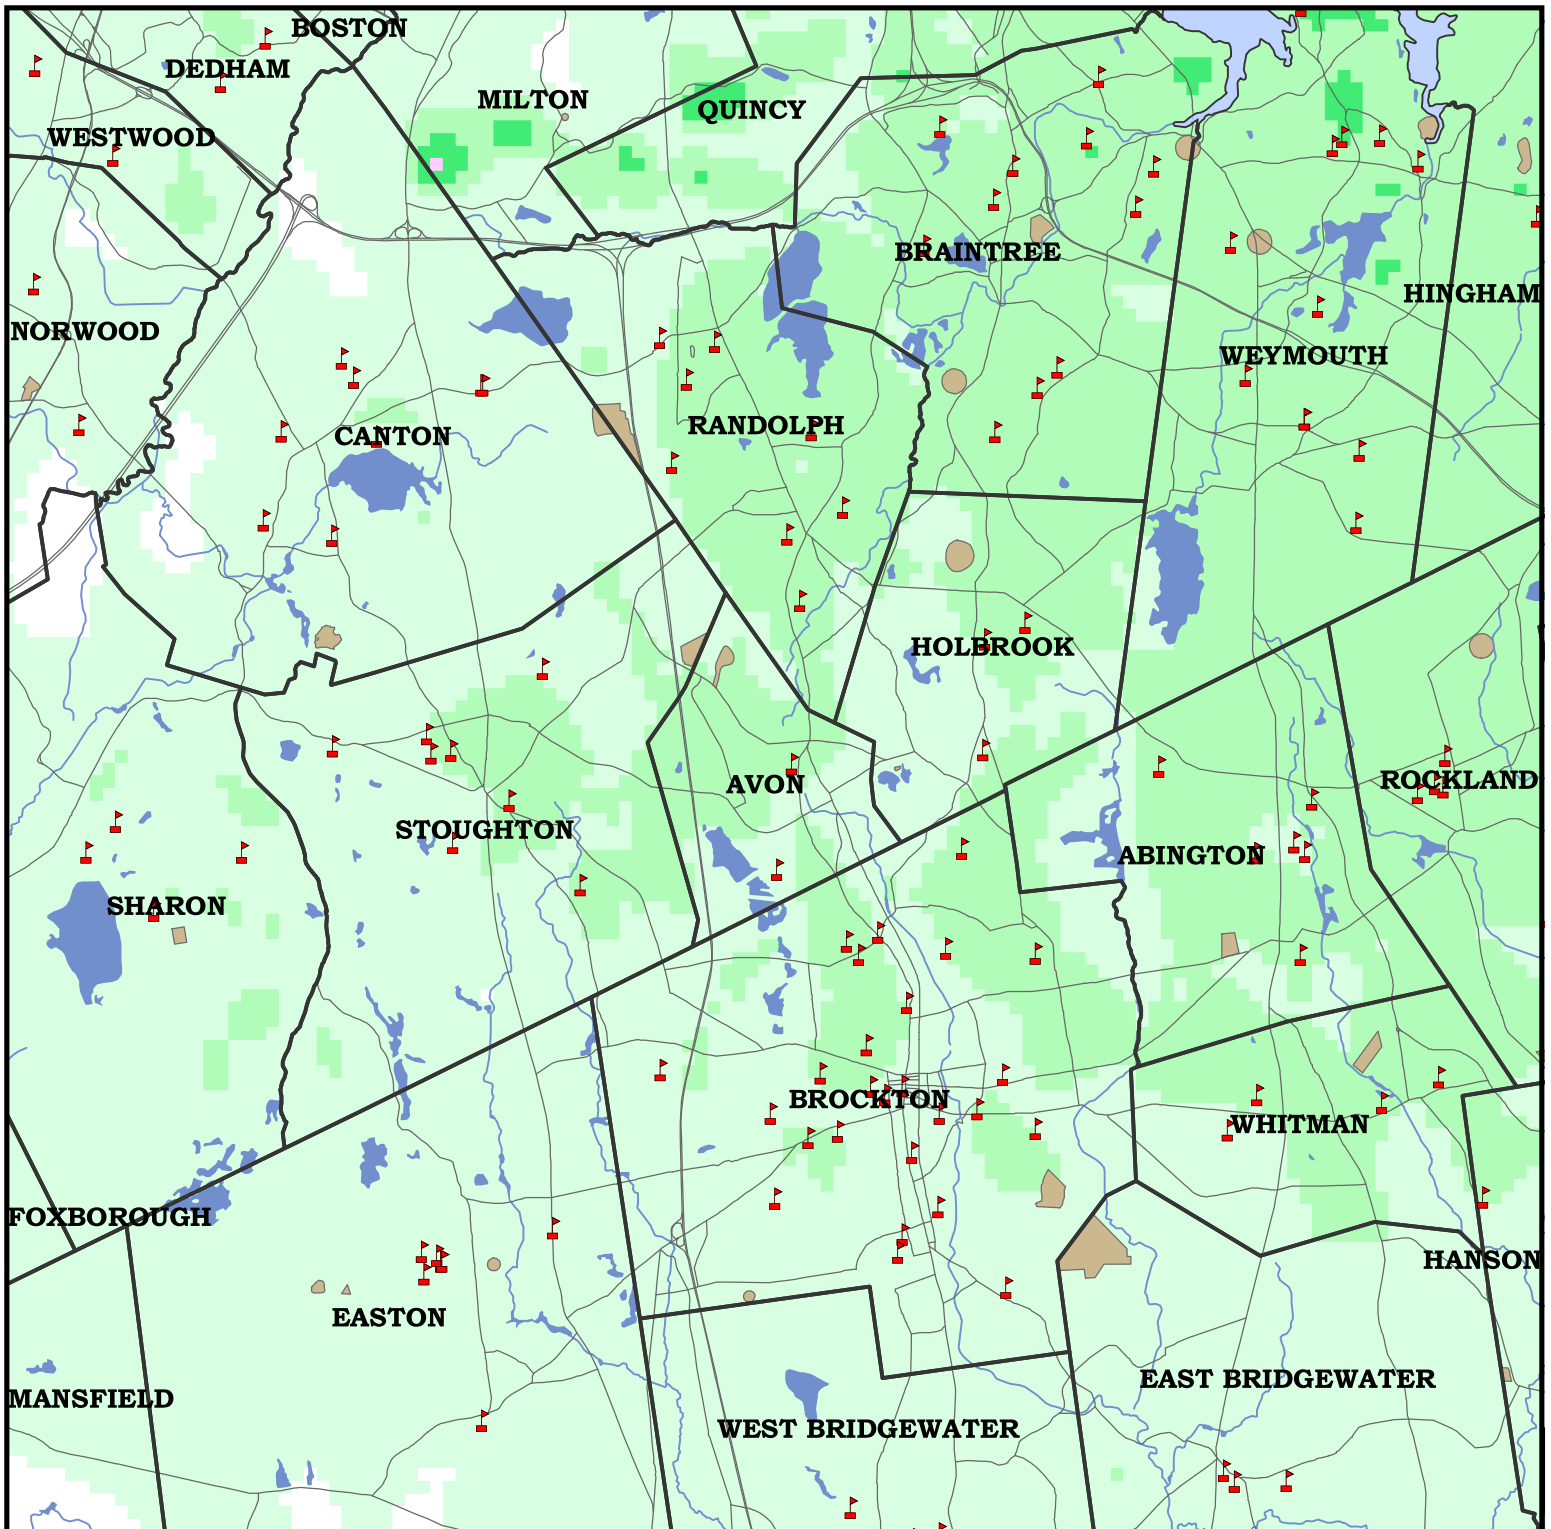 BOSTON
DEDHAM
MILTON
QUINCY
WESTWOOD
BRAINTREE
HINGHAM
NORWOOD
WEYMOUTH
RANDOLPH
CANTON
HOLBROOK
AVON
ROCKLAND
STOUGHTON
ABINGTON
SHARON
BROCKTON
WHITMAN
FOXBOROUGH
HANSON
EASTON
EAST BRIDGEWATER
MANSFIELD
WEST BRIDGEWATER